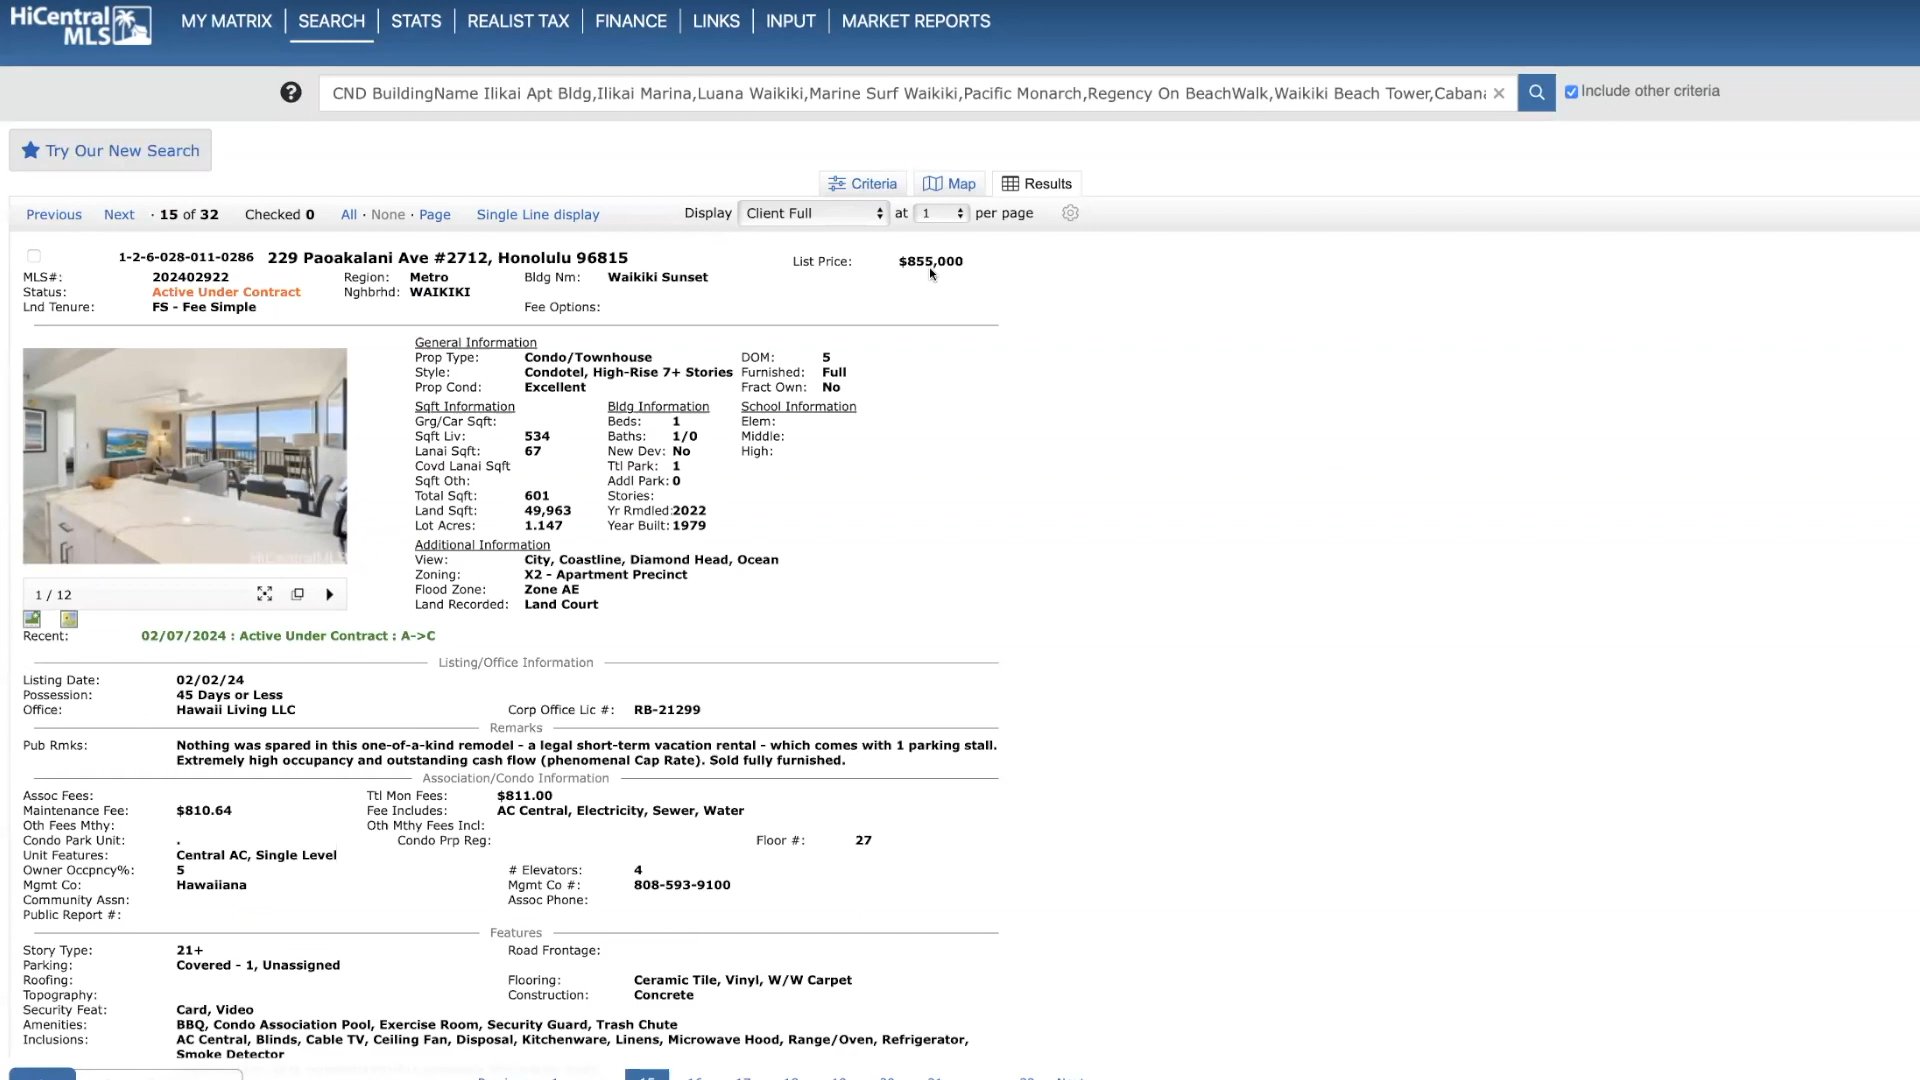 HiCentral MLS
MY MATRIX SEARCH STATS REALIST TAX FINANCE LINKS INPUT MARKET REPORTS
? CND BuildingName Ilikai Apt Bldg,Ilikai Marina,Luana Waikiki,Marine Surf Waikiki,Pacific Monarch,Regency On BeachWalk,Waikiki Beach Tower,Cabana Include other criteria
Try Our New Search
Criteria Map Results
Previous Next · 15 of 32 Checked 0 All · None · Page Single Line display Display Client Full at 1 per page
1-2-6-028-011-0286 229 Paoakalani Ave #2712, Honolulu 96815 List Price: $855,000
MLS#: 202402922 Region: Metro Bldg Nm: Waikiki Sunset
Status: Active Under Contract Nghbrhd: WAIKIKI
Lnd Tenure: FS - Fee Simple Fee Options:
General Information
Prop Type: Condo/Townhouse DOM: 5
Style: Condotel, High-Rise 7+ Stories Furnished: Full
Prop Cond: Excellent Fract Own: No
Sqft Information Bldg Information School Information
Grg/Car Sqft: Beds: 1 Elem:
Sqft Liv: 534 Baths: 1/0 Middle:
Lanai Sqft: 67 New Dev: No High:
Covd Lanai Sqft Ttl Park: 1
Sqft Oth: Addl Park: 0
Total Sqft: 601 Stories:
Land Sqft: 49,963 Yr Rmdled: 2022
Lot Acres: 1.147 Year Built: 1979
Additional Information
View: City, Coastline, Diamond Head, Ocean
Zoning: X2 - Apartment Precinct
Flood Zone: Zone AE
Land Recorded: Land Court
HiCentralMLS
1 / 12
Recent: 02/07/2024 : Active Under Contract : A->C
Listing/Office Information
Listing Date: 02/02/24
Possession: 45 Days or Less
Office: Hawaii Living LLC Corp Office Lic #: RB-21299
Remarks
Pub Rmks: Nothing was spared in this one-of-a-kind remodel - a legal short-term vacation rental - which comes with 1 parking stall.
Extremely high occupancy and outstanding cash flow (phenomenal Cap Rate). Sold fully furnished.
Association/Condo Information
Assoc Fees: Ttl Mon Fees: $811.00
Maintenance Fee: $810.64 Fee Includes: AC Central, Electricity, Sewer, Water
Oth Fees Mthy: Oth Mthy Fees Incl:
Condo Park Unit: . Condo Prp Reg: Floor #: 27
Unit Features: Central AC, Single Level
Owner Occpncy%: 5 # Elevators: 4
Mgmt Co: Hawaiiana Mgmt Co #: 808-593-9100
Community Assn: Assoc Phone:
Public Report #:
Features
Story Type: 21+ Road Frontage:
Parking: Covered - 1, Unassigned
Roofing: Flooring: Ceramic Tile, Vinyl, W/W Carpet
Topography: Construction: Concrete
Security Feat: Card, Video
Amenities: BBQ, Condo Association Pool, Exercise Room, Security Guard, Trash Chute
Inclusions: AC Central, Blinds, Cable TV, Ceiling Fan, Disposal, Kitchenware, Linens, Microwave Hood, Range/Oven, Refrigerator,
Smoke Detector